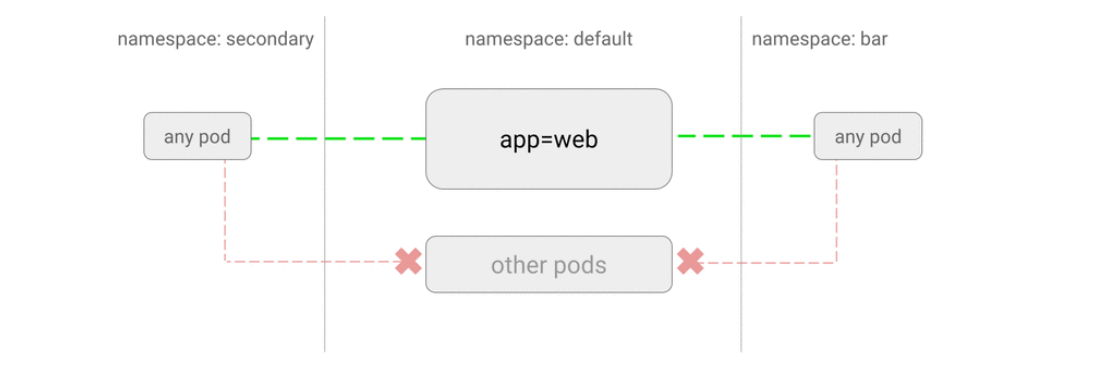 namespace: secondary
namespace: default
namespace: bar
any pod
app=web
any pod
other pods